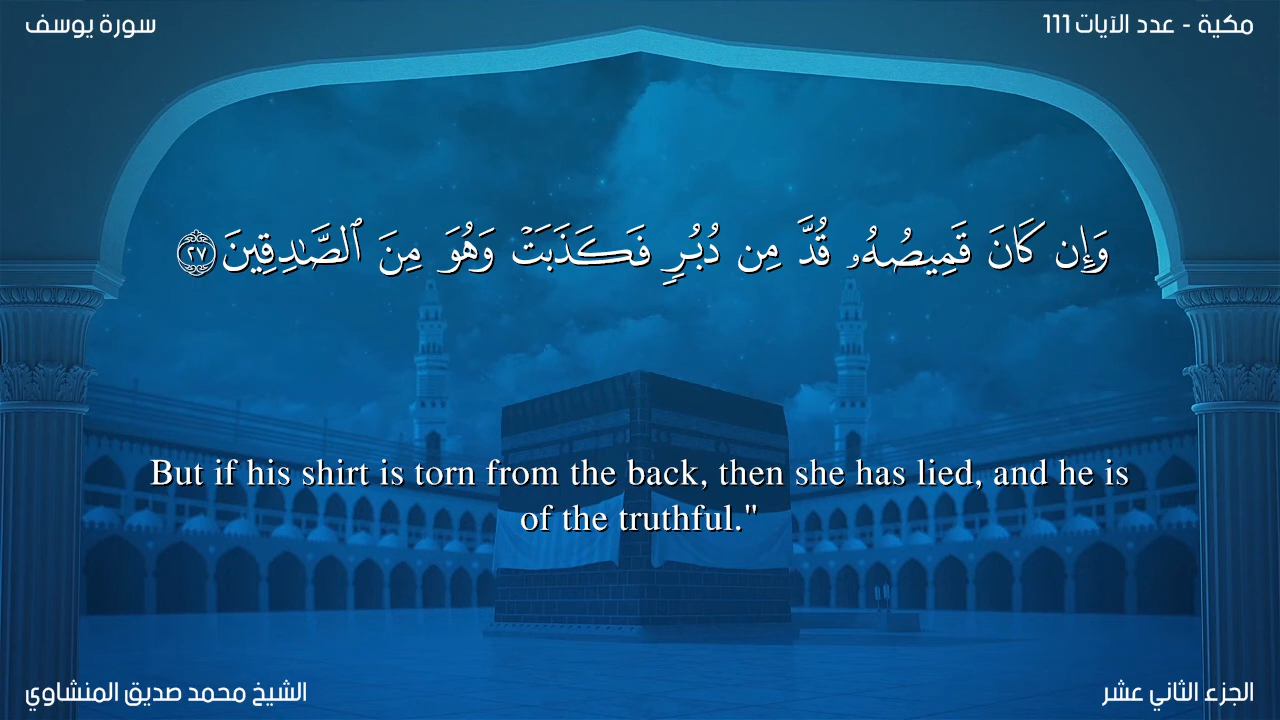 مكية - عدد الآيات 111
سورة يوسف
وَإِن كَانَ قَمِيصُهُۥ قُدَّ مِن دُبُرٍ فَكَذَبَتْ وَهُوَ مِنَ ٱلصَّـٰدِقِينَ ٢٧
But if his shirt is torn from the back, then she has lied, and he is
of the truthful."
الجزء الثاني عشر
الشيخ محمد صديق المنشاوي